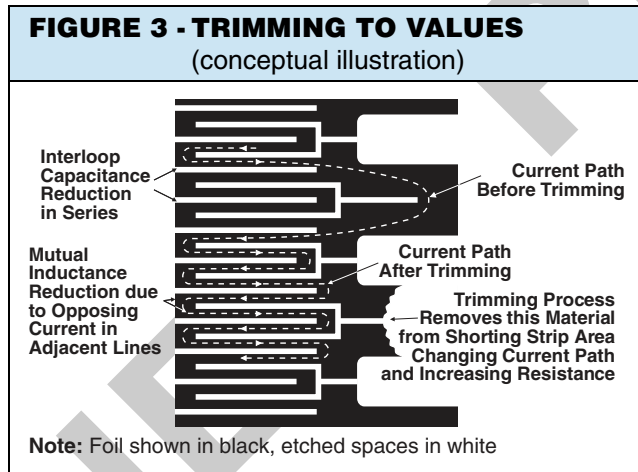 FIGURE 3 - TRIMMING TO VALUES
(conceptual illustration)
Interloop
Capacitance
Reduction
in Series
Current Path
Before Trimming
Mutual
Inductance
Reduction due
to Opposing
Current in
Adjacent Lines
Current Path
After Trimming
Trimming Process
Removes this Material
from Shorting Strip Area
Changing Current Path
and Increasing Resistance
Note: Foil shown in black, etched spaces in white